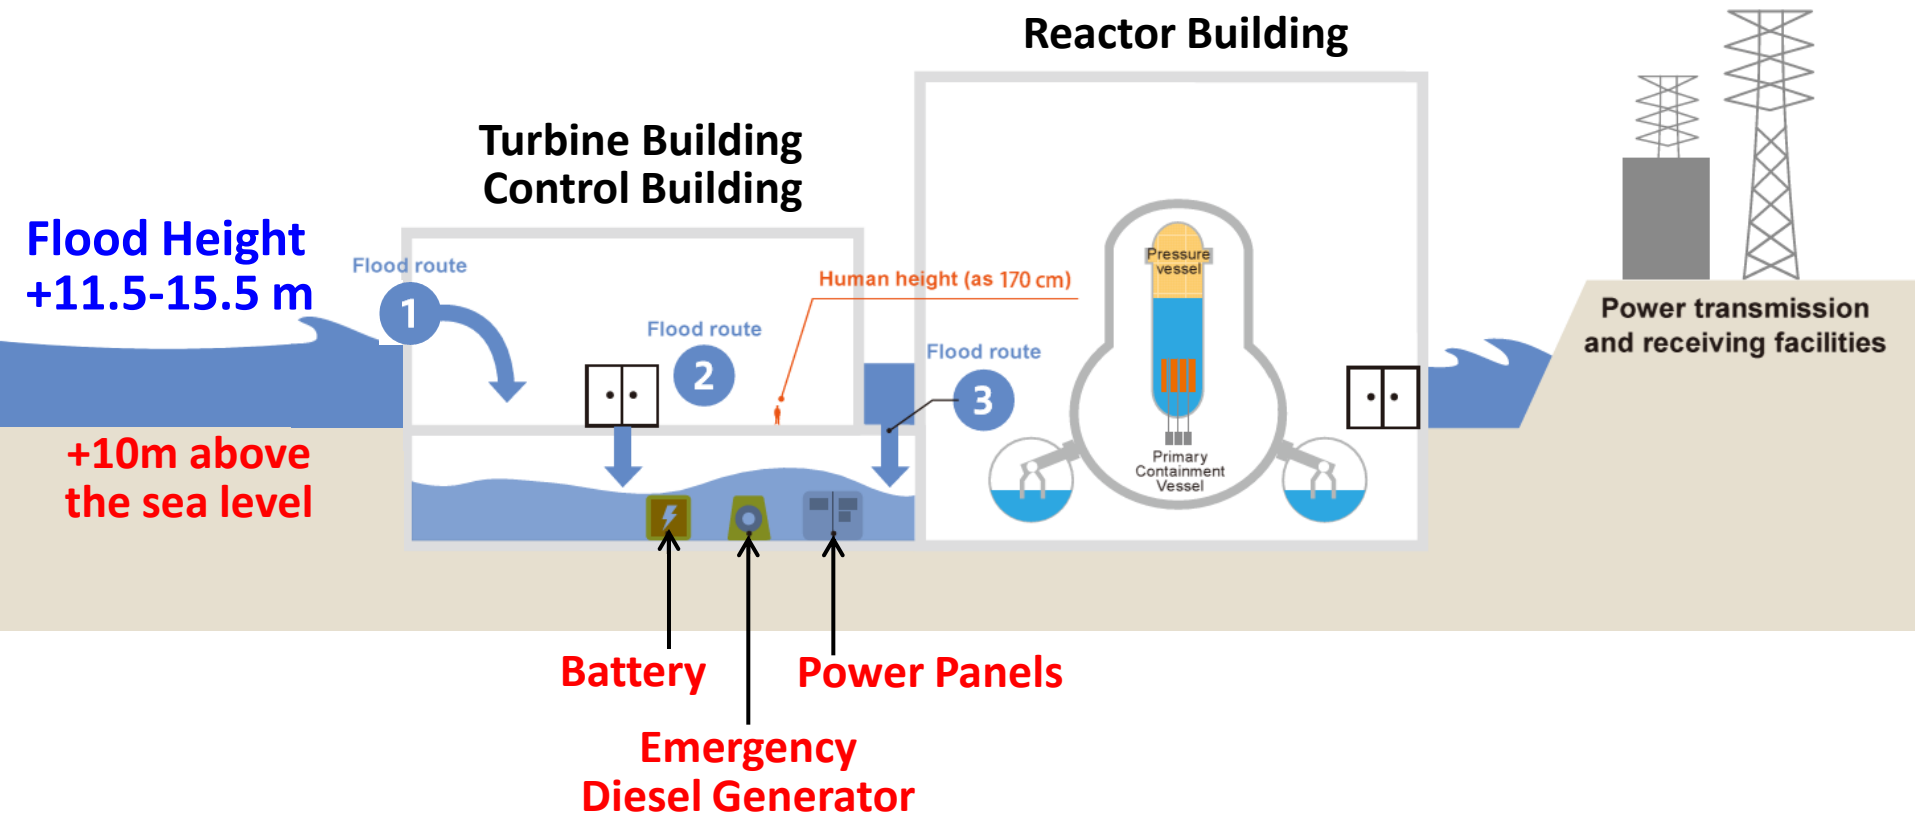 Reactor Building
Turbine Building
Control Building
Flood Height
+11.5-15.5 m
Flood route
1
Human height (as 170 cm)
Flood route
2
Flood route
3
Pressure
vessel
Primary
Containment
Vessel
Power transmission
and receiving facilities
+10m above
the sea level
Battery
Power Panels
Emergency
Diesel Generator